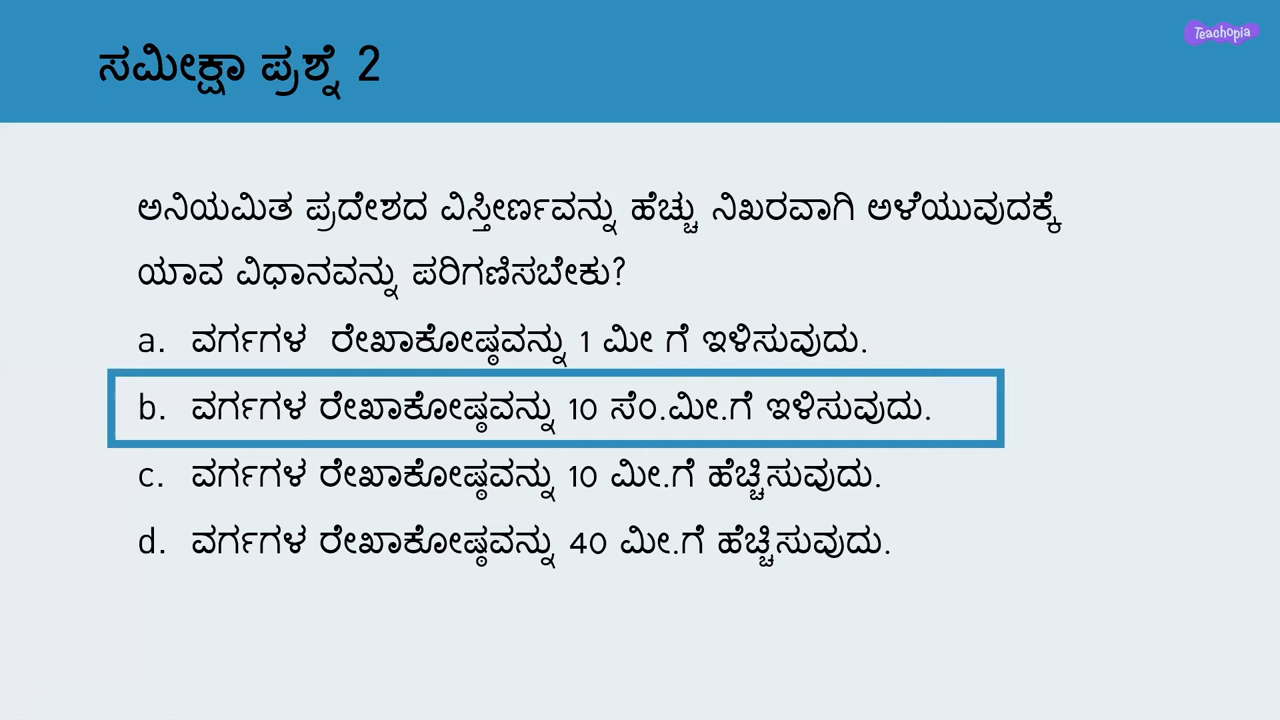 Teachopia
ಸಮೀಕ್ಷಾ ಪ್ರಶ್ನೆ 2
ಅನಿಯಮಿತ ಪ್ರದೇಶದ ವಿಸ್ತೀರ್ಣವನ್ನು ಹೆಚ್ಚು ನಿಖರವಾಗಿ ಅಳೆಯುವುದಕ್ಕೆ
ಯಾವ ವಿಧಾನವನ್ನು ಪರಿಗಣಿಸಬೇಕು?
a. ವರ್ಗಗಳ ರೇಖಾಕೋಷ್ಠವನ್ನು 1 ಮೀ ಗೆ ಇಳಿಸುವುದು.
b. ವರ್ಗಗಳ ರೇಖಾಕೋಷ್ಠವನ್ನು 10 ಸೆಂ.ಮೀ.ಗೆ ಇಳಿಸುವುದು.
c. ವರ್ಗಗಳ ರೇಖಾಕೋಷ್ಠವನ್ನು 10 ಮೀ.ಗೆ ಹೆಚ್ಚಿಸುವುದು.
d. ವರ್ಗಗಳ ರೇಖಾಕೋಷ್ಠವನ್ನು 40 ಮೀ.ಗೆ ಹೆಚ್ಚಿಸುವುದು.